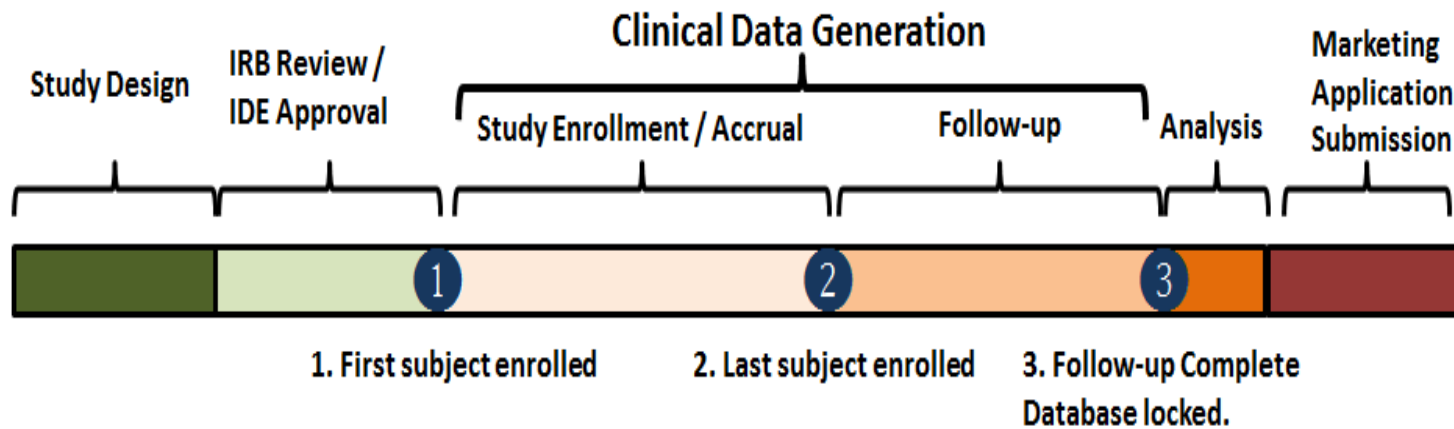 Clinical Data Generation
Study Design
IRB Review /
IDE Approval
Study Enrollment / Accrual
Follow-up
Analysis
Marketing
Application
Submission
1
2
3
1. First subject enrolled
2. Last subject enrolled
3. Follow-up Complete
Database locked.